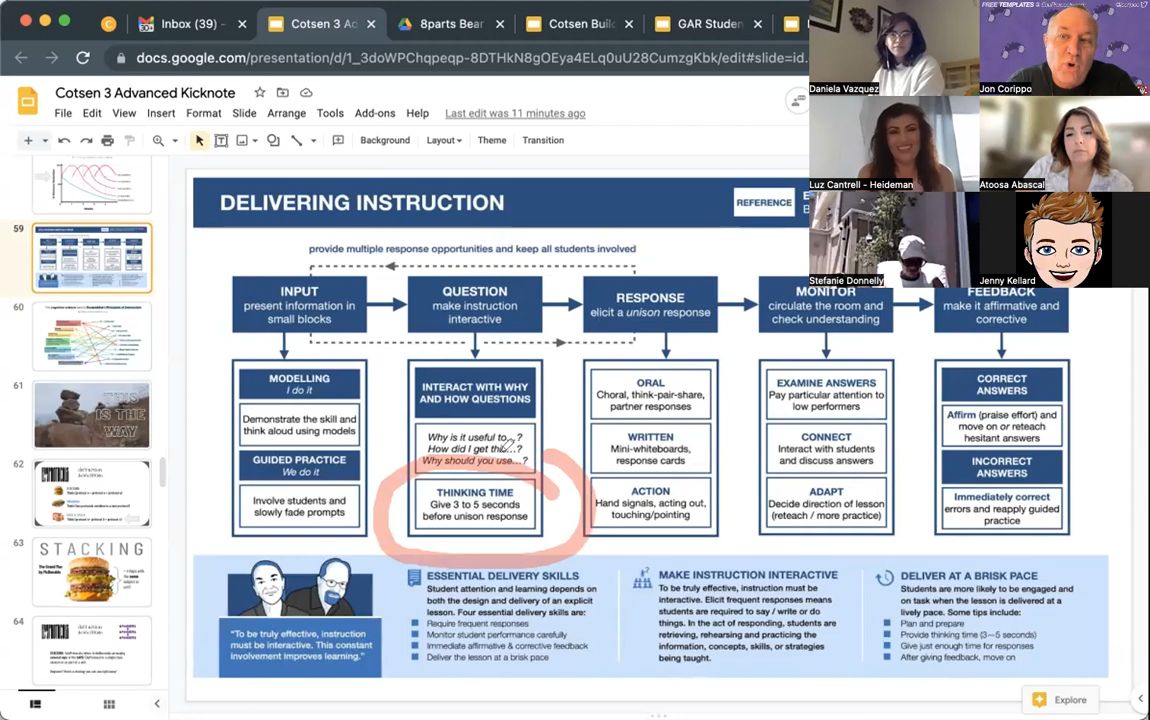 Inbox (39) -
Cotsen 3 Ad
8parts Bear
Cotsen Buil
GAR Studen
docs.google.com/presentation/d/1_3doWPChqpeqp-8DTHkN8gOEya4ELq0uU28CumzgKbk/edit#slide=id.
Cotsen 3 Advanced Kicknote
File Edit View Insert Format Slide Arrange Tools Add-ons Help Last edit was 11 minutes ago
Background Layout Theme Transition
FREE TEMPLATES
Daniela Vazquez
Jon Corippo
Luz Cantrell - Heideman
Atoosa Abascal
Stefanie Donnelly
Jenny Kellard
59
60
61
THIS
IS THE
WAY
62
63
STACKING
64
DELIVERING INSTRUCTION
REFERENCE
provide multiple response opportunities and keep all students involved
INPUT
present information in
small blocks
QUESTION
make instruction
interactive
RESPONSE
elicit a unison response
MONITOR
circulate the room and
check understanding
FEEDBACK
make it affirmative and
corrective
MODELLING
I do it
Demonstrate the skill and
think aloud using models
GUIDED PRACTICE
We do it
Involve students and
slowly fade prompts
INTERACT WITH WHY
AND HOW QUESTIONS
Why is it useful to...?
How did I get this...?
Why should you use...?
THINKING TIME
Give 3 to 5 seconds
before unison response
ORAL
Choral, think-pair-share,
partner responses
WRITTEN
Mini-whiteboards,
response cards
ACTION
Hand signals, acting out,
touching/pointing
EXAMINE ANSWERS
Pay particular attention to
low performers
CONNECT
Interact with students
and discuss answers
ADAPT
Decide direction of lesson
(reteach / more practice)
CORRECT
ANSWERS
Affirm (praise effort) and
move on or reteach
hesitant answers
INCORRECT
ANSWERS
Immediately correct
errors and reapply guided
practice
"To be truly effective, instruction
must be interactive. This constant
involvement improves learning."
ESSENTIAL DELIVERY SKILLS
Student attention and learning depends on
both the design and delivery of an explicit
lesson. Four essential delivery skills are:
Require frequent responses
Monitor student performance carefully
Immediate affirmative & corrective feedback
Deliver the lesson at a brisk pace
MAKE INSTRUCTION INTERACTIVE
To be truly effective, instruction must be
interactive. Elicit frequent responses means
students are required to say / write or do
things. In the act of responding, students are
retrieving, rehearsing and practicing the
information, concepts, skills, or strategies
being taught.
DELIVER AT A BRISK PACE
Students are more likely to be engaged and
on task when the lesson is delivered at a
lively pace. Some tips include:
Plan and prepare
Provide thinking time (3—5 seconds)
Give just enough time for responses
After giving feedback, move on
Explore